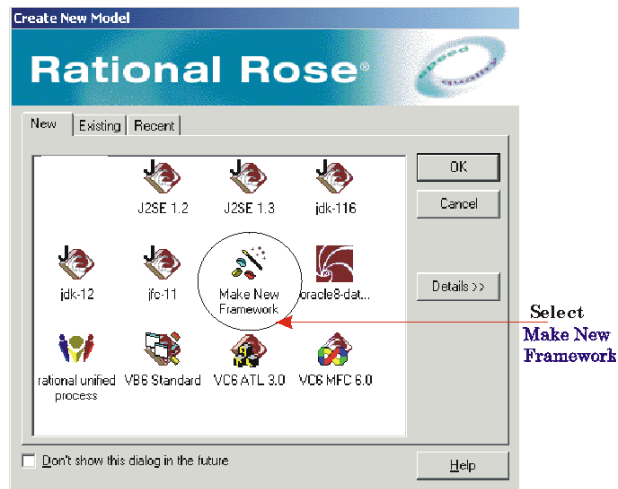 Create New Model
Rational Rose®
speed
quality
New Existing Recent
OK
J2SE 1.2 J2SE 1.3 jdk-116
Cancel
jdk-12 jfc-11 Make New
Framework oracle8-dat...
Details >>
Select
Make New
Framework
rational unified
process VB6 Standard VC6 ATL 3.0 VC6 MFC 6.0
Don't show this dialog in the future
Help